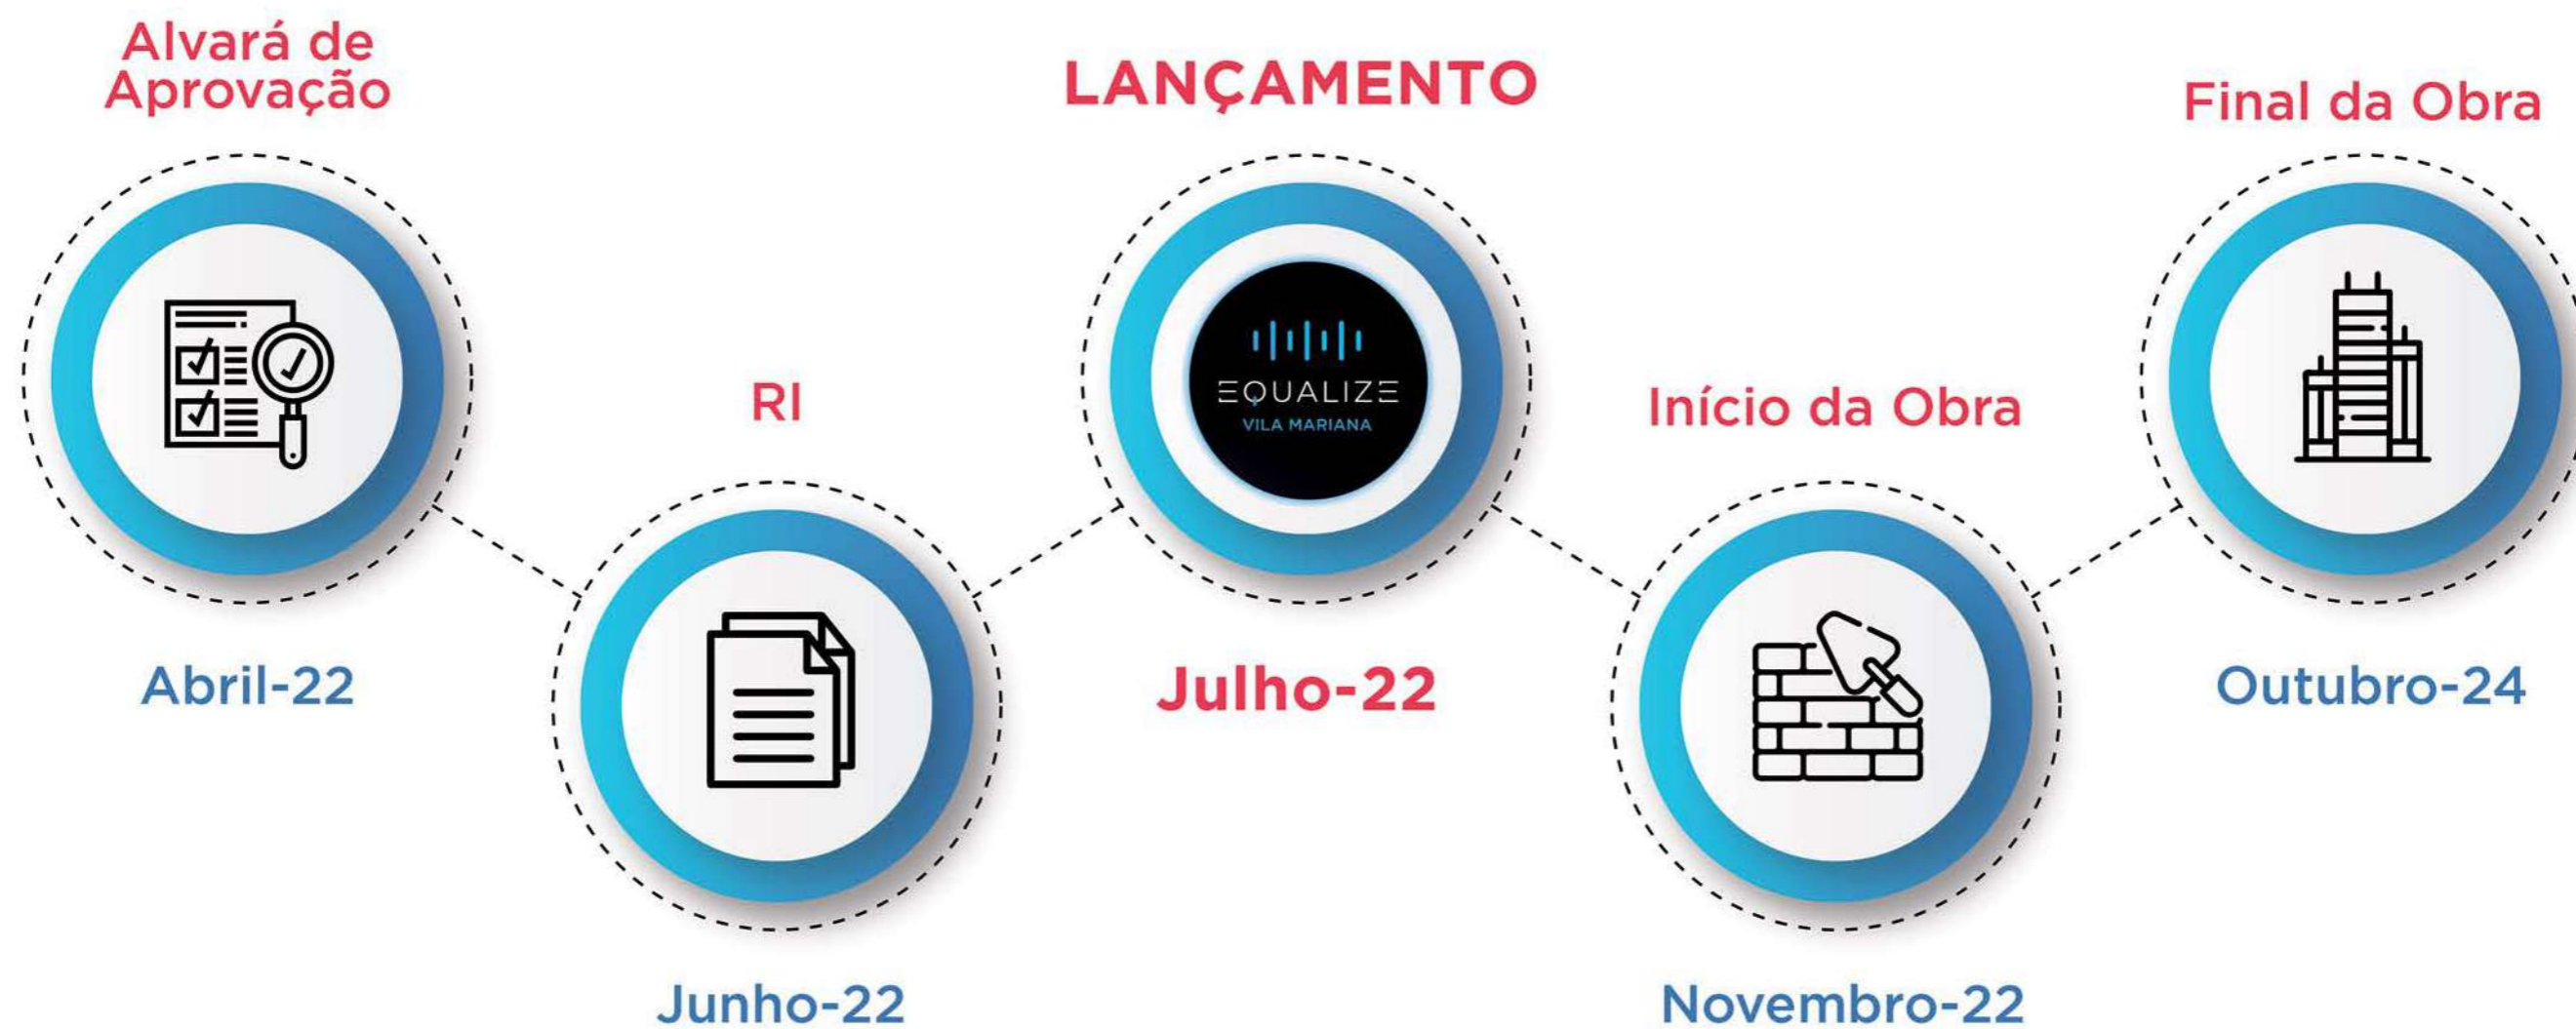 Alvará de
Aprovação
Abril-22
RI
Junho-22
LANÇAMENTO
EQUALIZE
VILA MARIANA
Julho-22
Início da Obra
Novembro-22
Final da Obra
Outubro-24